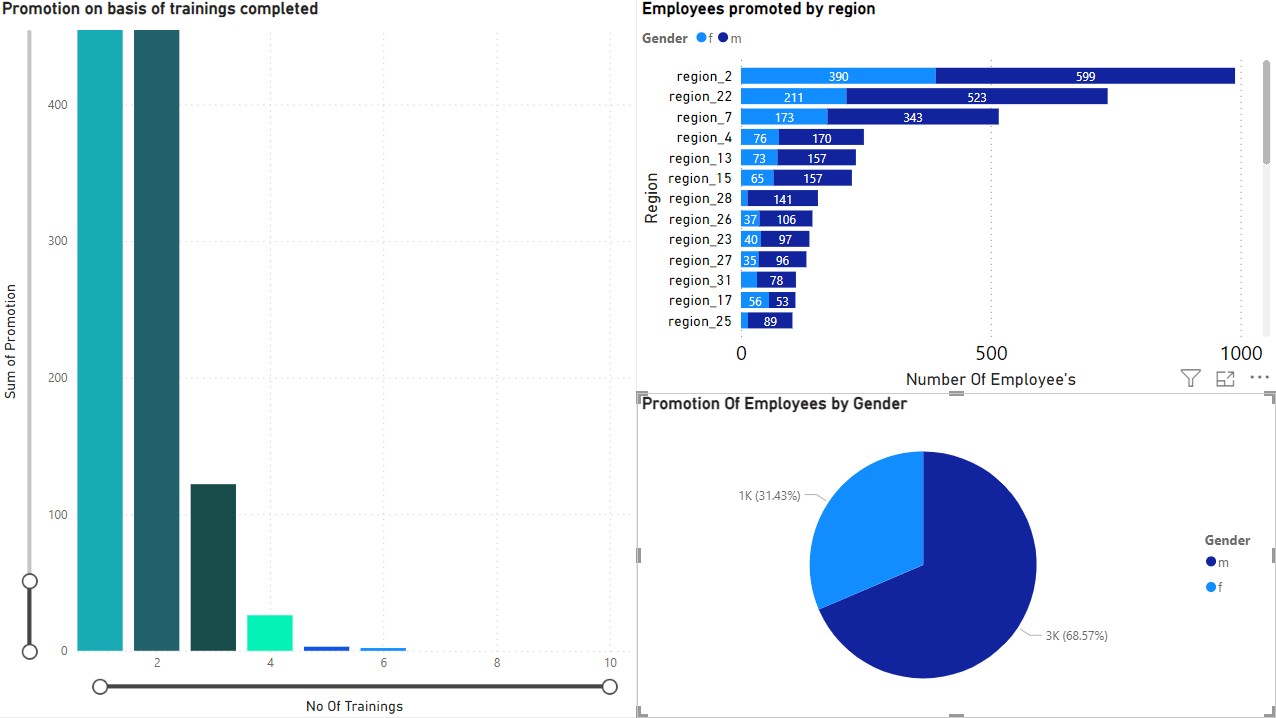 Promotion on basis of trainings completed
Sum of Promotion
400
300
200
100
0
2 4 6 8 10
No Of Trainings
Employees promoted by region
Gender f m
Region
region_2 390 599
region_22 211 523
region_7 173 343
region_4 76 170
region_13 73 157
region_15 65 157
region_28 141
region_26 37 106
region_23 40 97
region_27 35 96
region_31 78
region_17 56 53
region_25 89
0 500 1000
Number Of Employee's
Promotion Of Employees by Gender
1K (31.43%)
3K (68.57%)
Gender
m
f